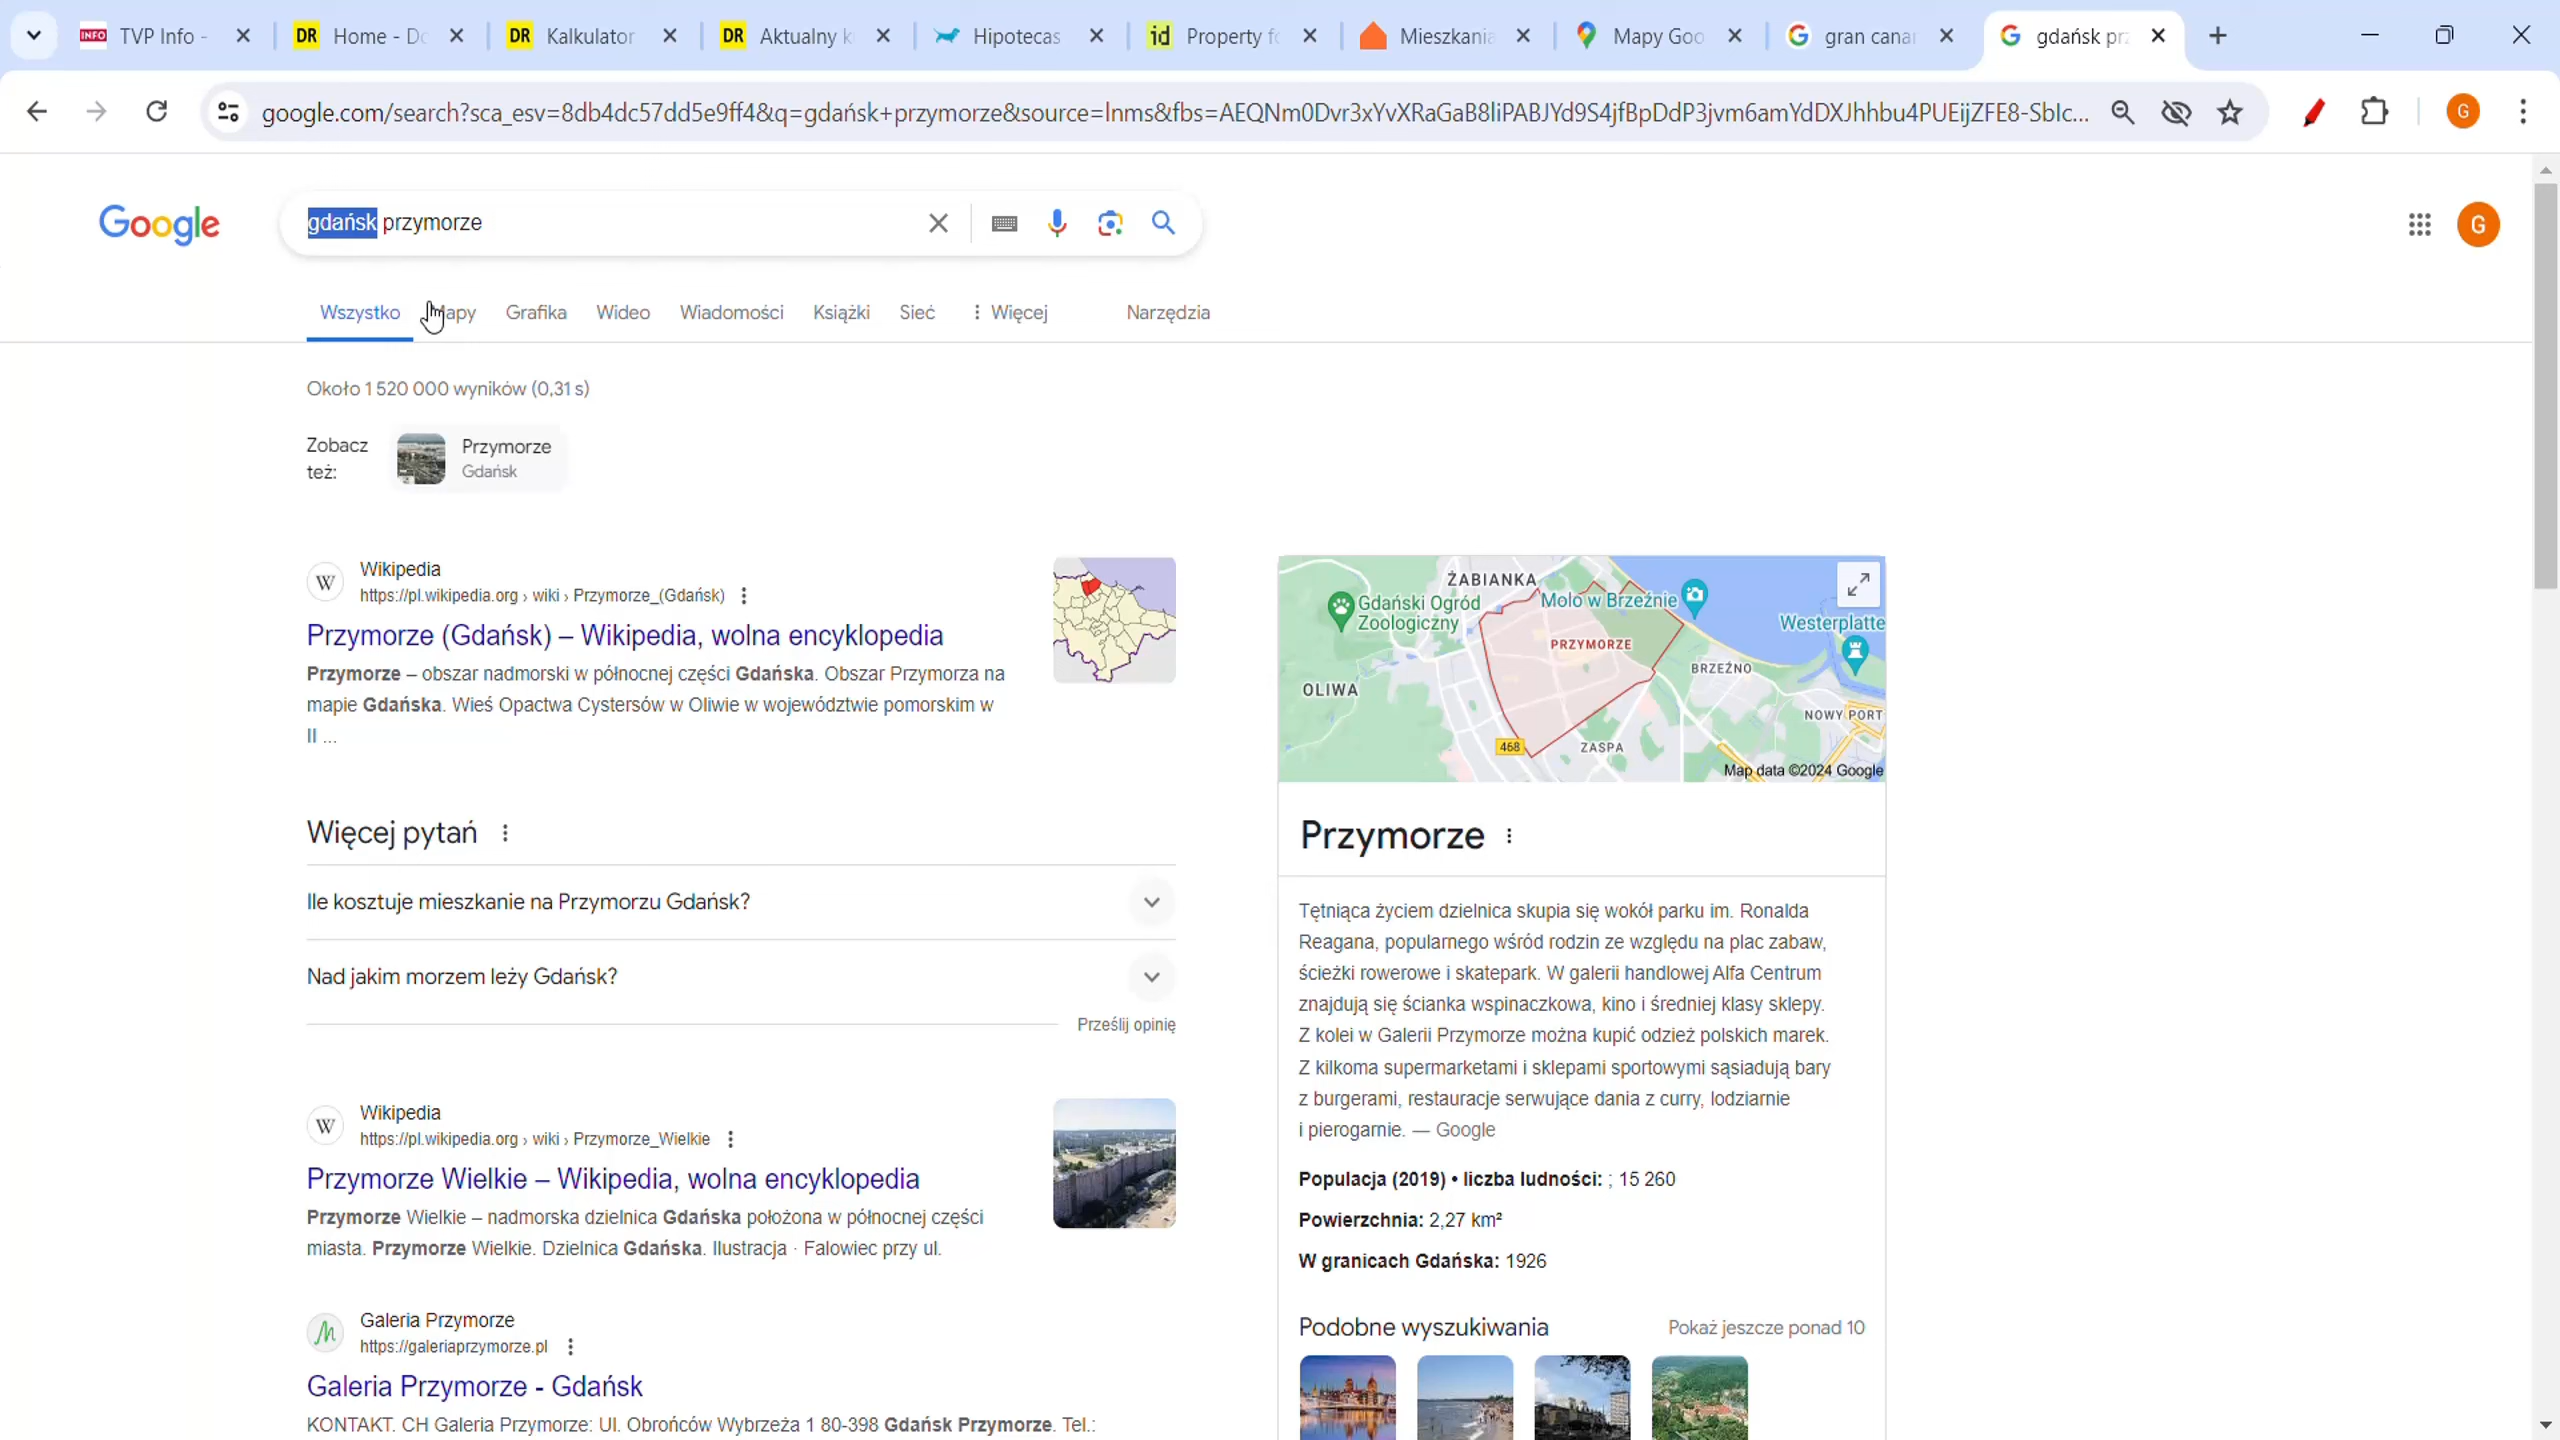 TVP Info -
Home - Do
Kalkulator
Aktualny k
Hipotecas
Property fo
Mieszkania
Mapy Goo
gran canar
gdańsk prz
google.com/search?sca_esv=8db4dc57dd5e9ff4&q=gdańsk+przymorze&source=lnms&fbs=AEQNm0Dvr3xYvXRaGaB8liPABJYd9S4jfBpDdP3jvm6amYdDXJhhbu4PUEijZFE8-Sblc...
G
Google
gdańsk przymorze
G
Wszystko
Mapy
Grafika
Wideo
Wiadomości
Książki
Sieć
Więcej
Narzędzia
Około 1 520 000 wyników (0,31 s)
Zobacz
też:
Przymorze
Gdańsk
Wikipedia
https://pl.wikipedia.org › wiki › Przymorze_(Gdańsk)
Przymorze (Gdańsk) – Wikipedia, wolna encyklopedia
Przymorze – obszar nadmorski w północnej części Gdańska. Obszar Przymorza na
mapie Gdańska. Wieś Opactwa Cystersów w Oliwie w województwie pomorskim w
II ...
Więcej pytań
Ile kosztuje mieszkanie na Przymorzu Gdańsk?
Nad jakim morzem leży Gdańsk?
Prześlij opinię
Wikipedia
https://pl.wikipedia.org › wiki › Przymorze_Wielkie
Przymorze Wielkie – Wikipedia, wolna encyklopedia
Przymorze Wielkie – nadmorska dzielnica Gdańska położona w północnej części
miasta. Przymorze Wielkie. Dzielnica Gdańska. Ilustracja · Falowiec przy ul.
Galeria Przymorze
https://galeriaprzymorze.pl
Galeria Przymorze - Gdańsk
KONTAKT. CH Galeria Przymorze: Ul. Obrońców Wybrzeża 1 80-398 Gdańsk Przymorze. Tel.:
ŻABIANKA
Gdański Ogród
Zoologiczny
Molo w Brzeźnie
Westerplatte
PRZYMORZE
BRZEŹNO
OLIWA
NOWY PORT
468
ZASPA
Map data ©2024 Google
Przymorze
Tętniąca życiem dzielnica skupia się wokół parku im. Ronalda
Reagana, popularnego wśród rodzin ze względu na plac zabaw,
ścieżki rowerowe i skatepark. W galerii handlowej Alfa Centrum
znajdują się ścianka wspinaczkowa, kino i średniej klasy sklepy.
Z kolei w Galerii Przymorze można kupić odzież polskich marek.
Z kilkoma supermarketami i sklepami sportowymi sąsiadują bary
z burgerami, restauracje serwujące dania z curry, lodziarnie
i pierogarnie. — Google
Populacja (2019) • liczba ludności: ; 15 260
Powierzchnia: 2,27 km²
W granicach Gdańska: 1926
Podobne wyszukiwania
Pokaż jeszcze ponad 10